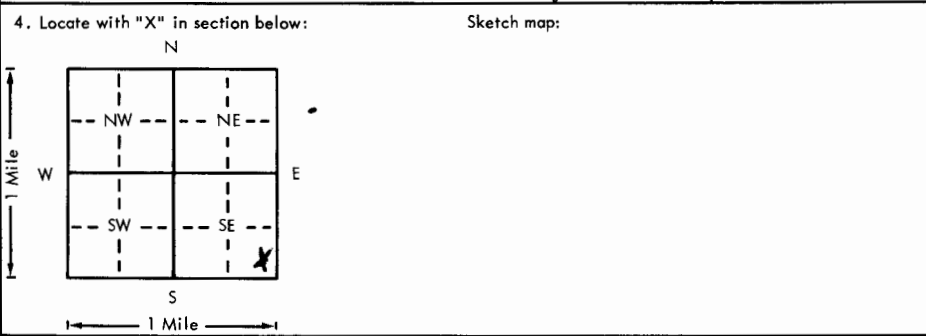 4. Locate with "X" in section below: Sketch map:
N
NW NE
1 Mile W E
SW SE
X
S
1 Mile